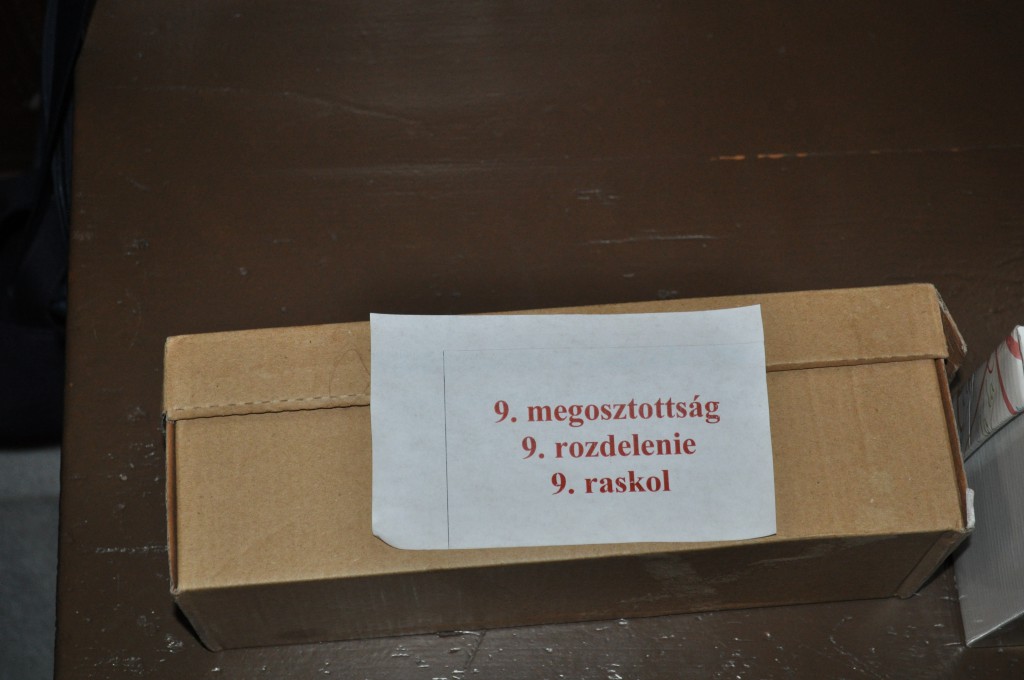 9. megosztottság
9. rozdelenie
9. raskol